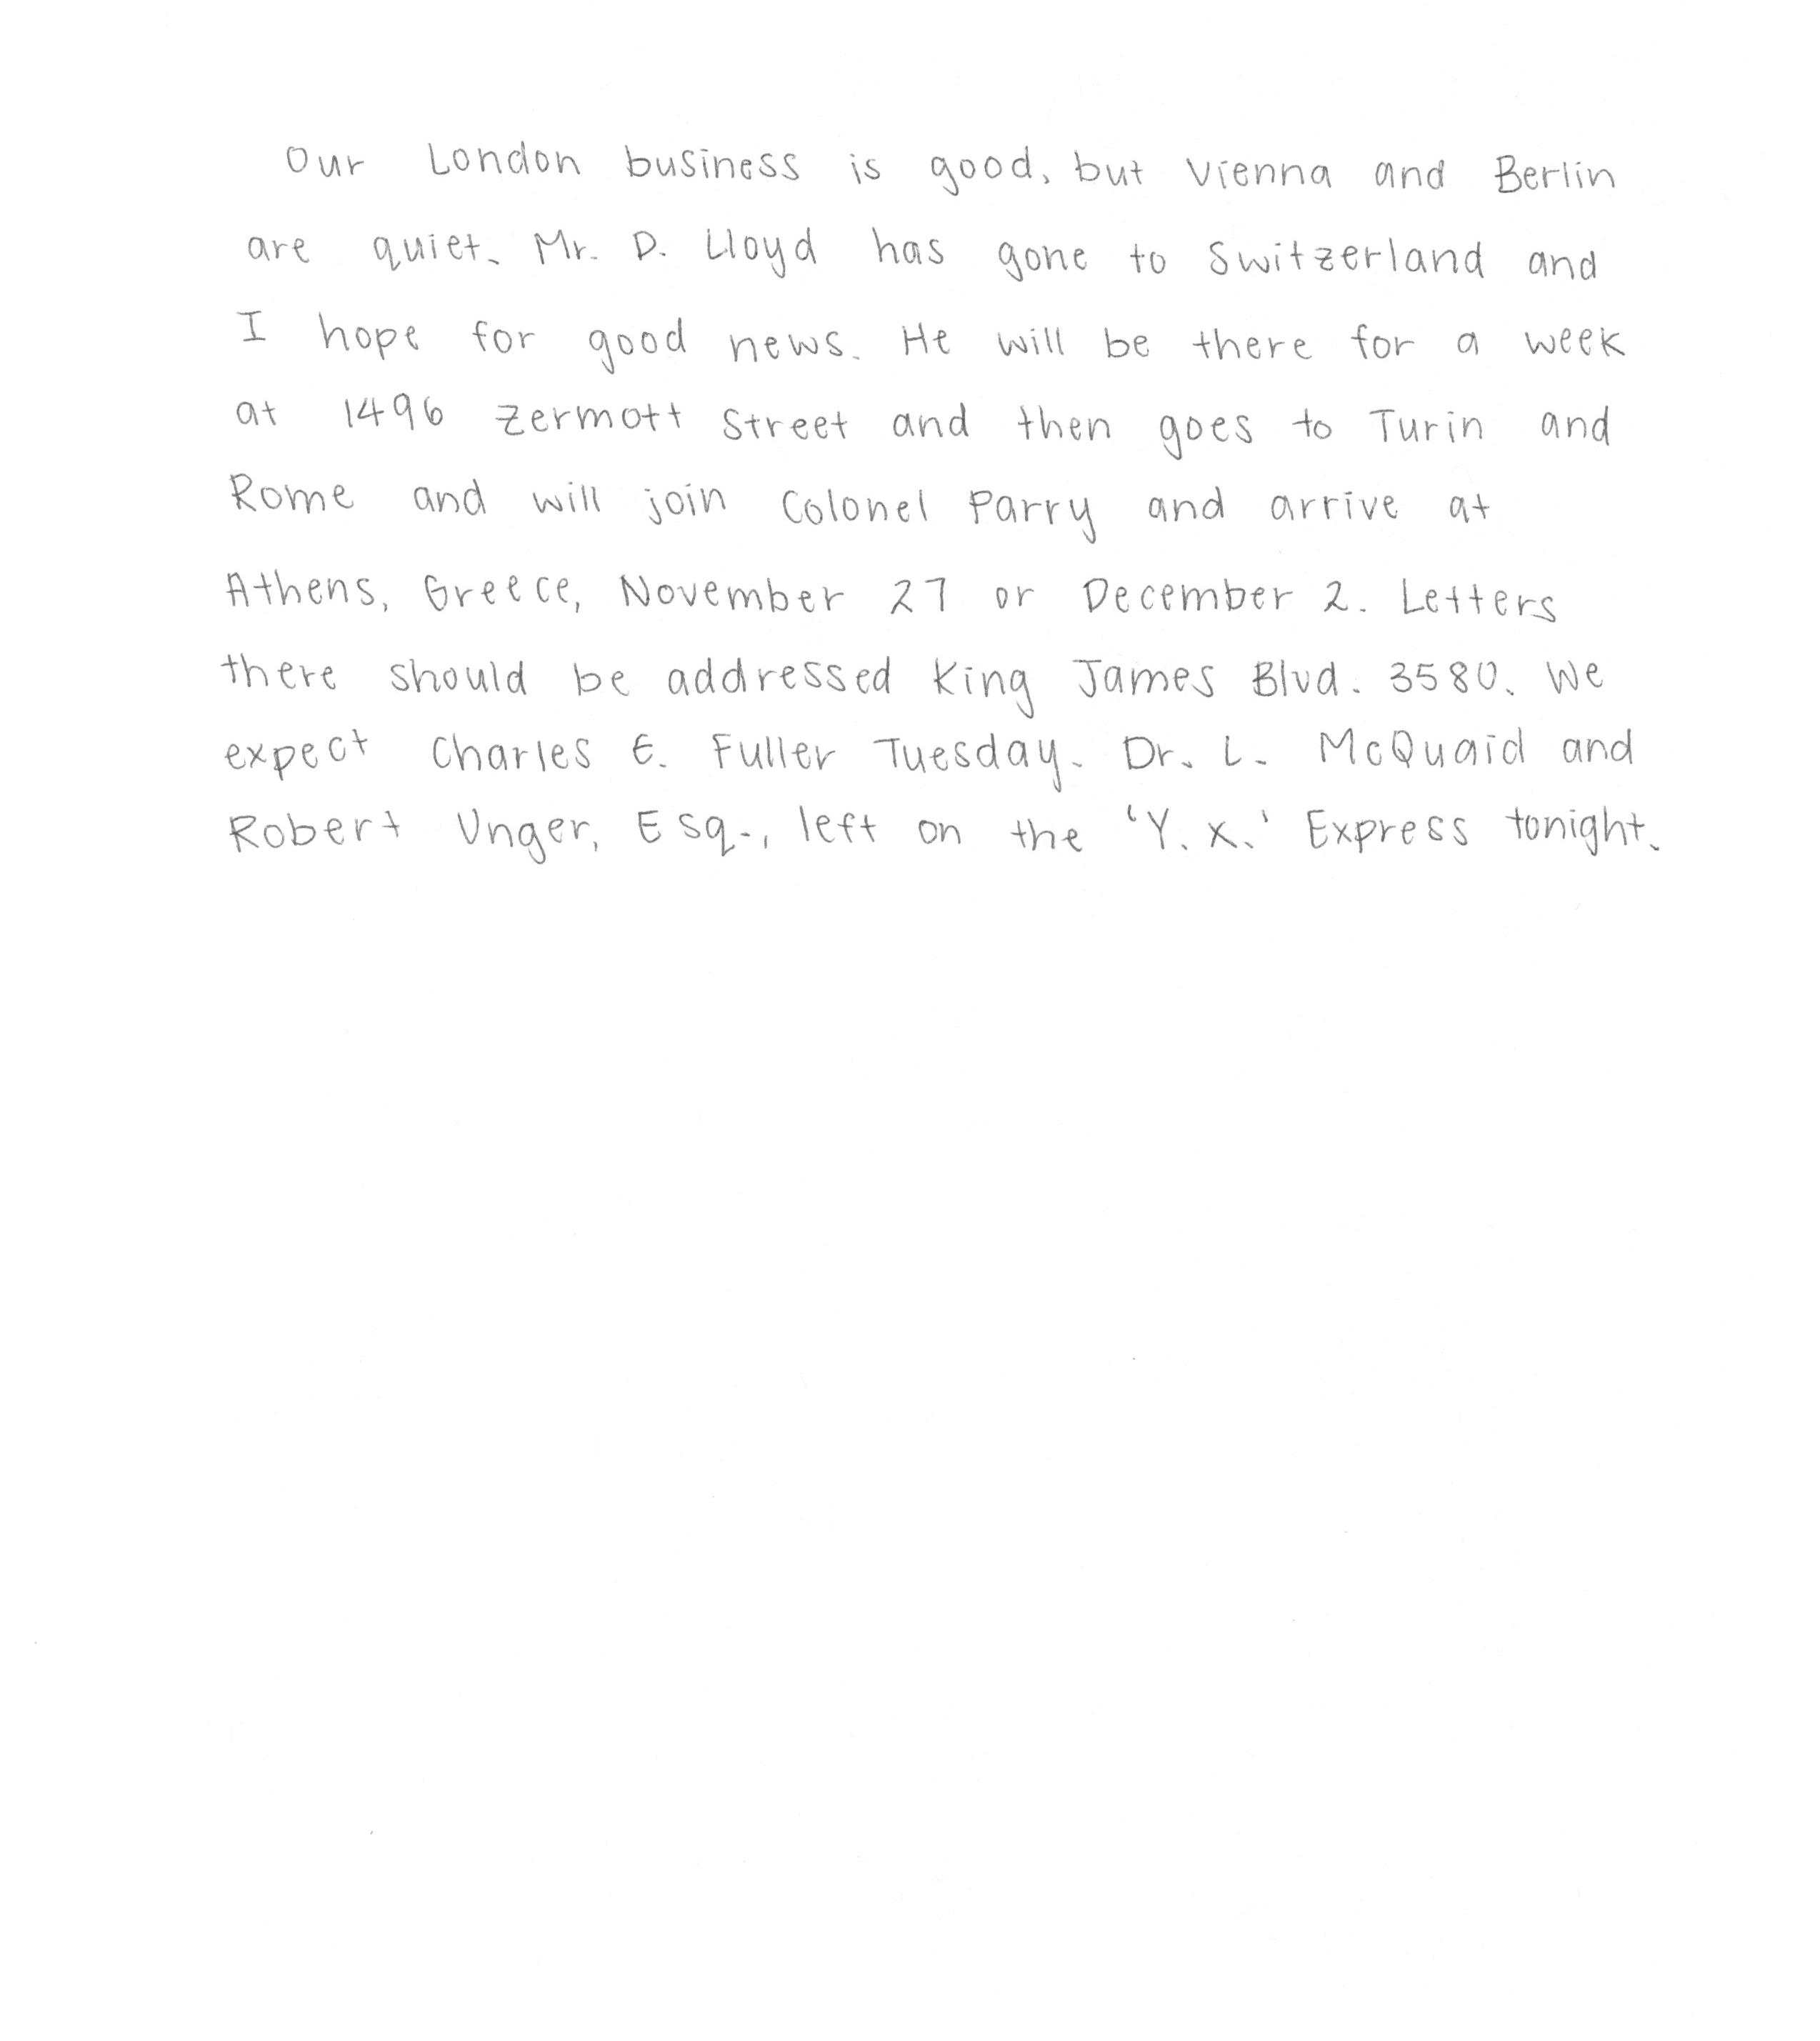 Our London business is good, but Vienna and Berlin
are quiet. Mr. D. Lloyd has gone to Switzerland and
I hope for good news. He will be there for a week
at 1496 Zermott Street and then goes to Turin and
Rome and will join Colonel Parry and arrive at
Athens, Greece, November 27 or December 2. Letters
there should be addressed King James Blvd. 3580. We
expect Charles E. Fuller Tuesday. Dr. L. McQuaid and
Robert Unger, Esq., left on the 'Y. X.' Express tonight.